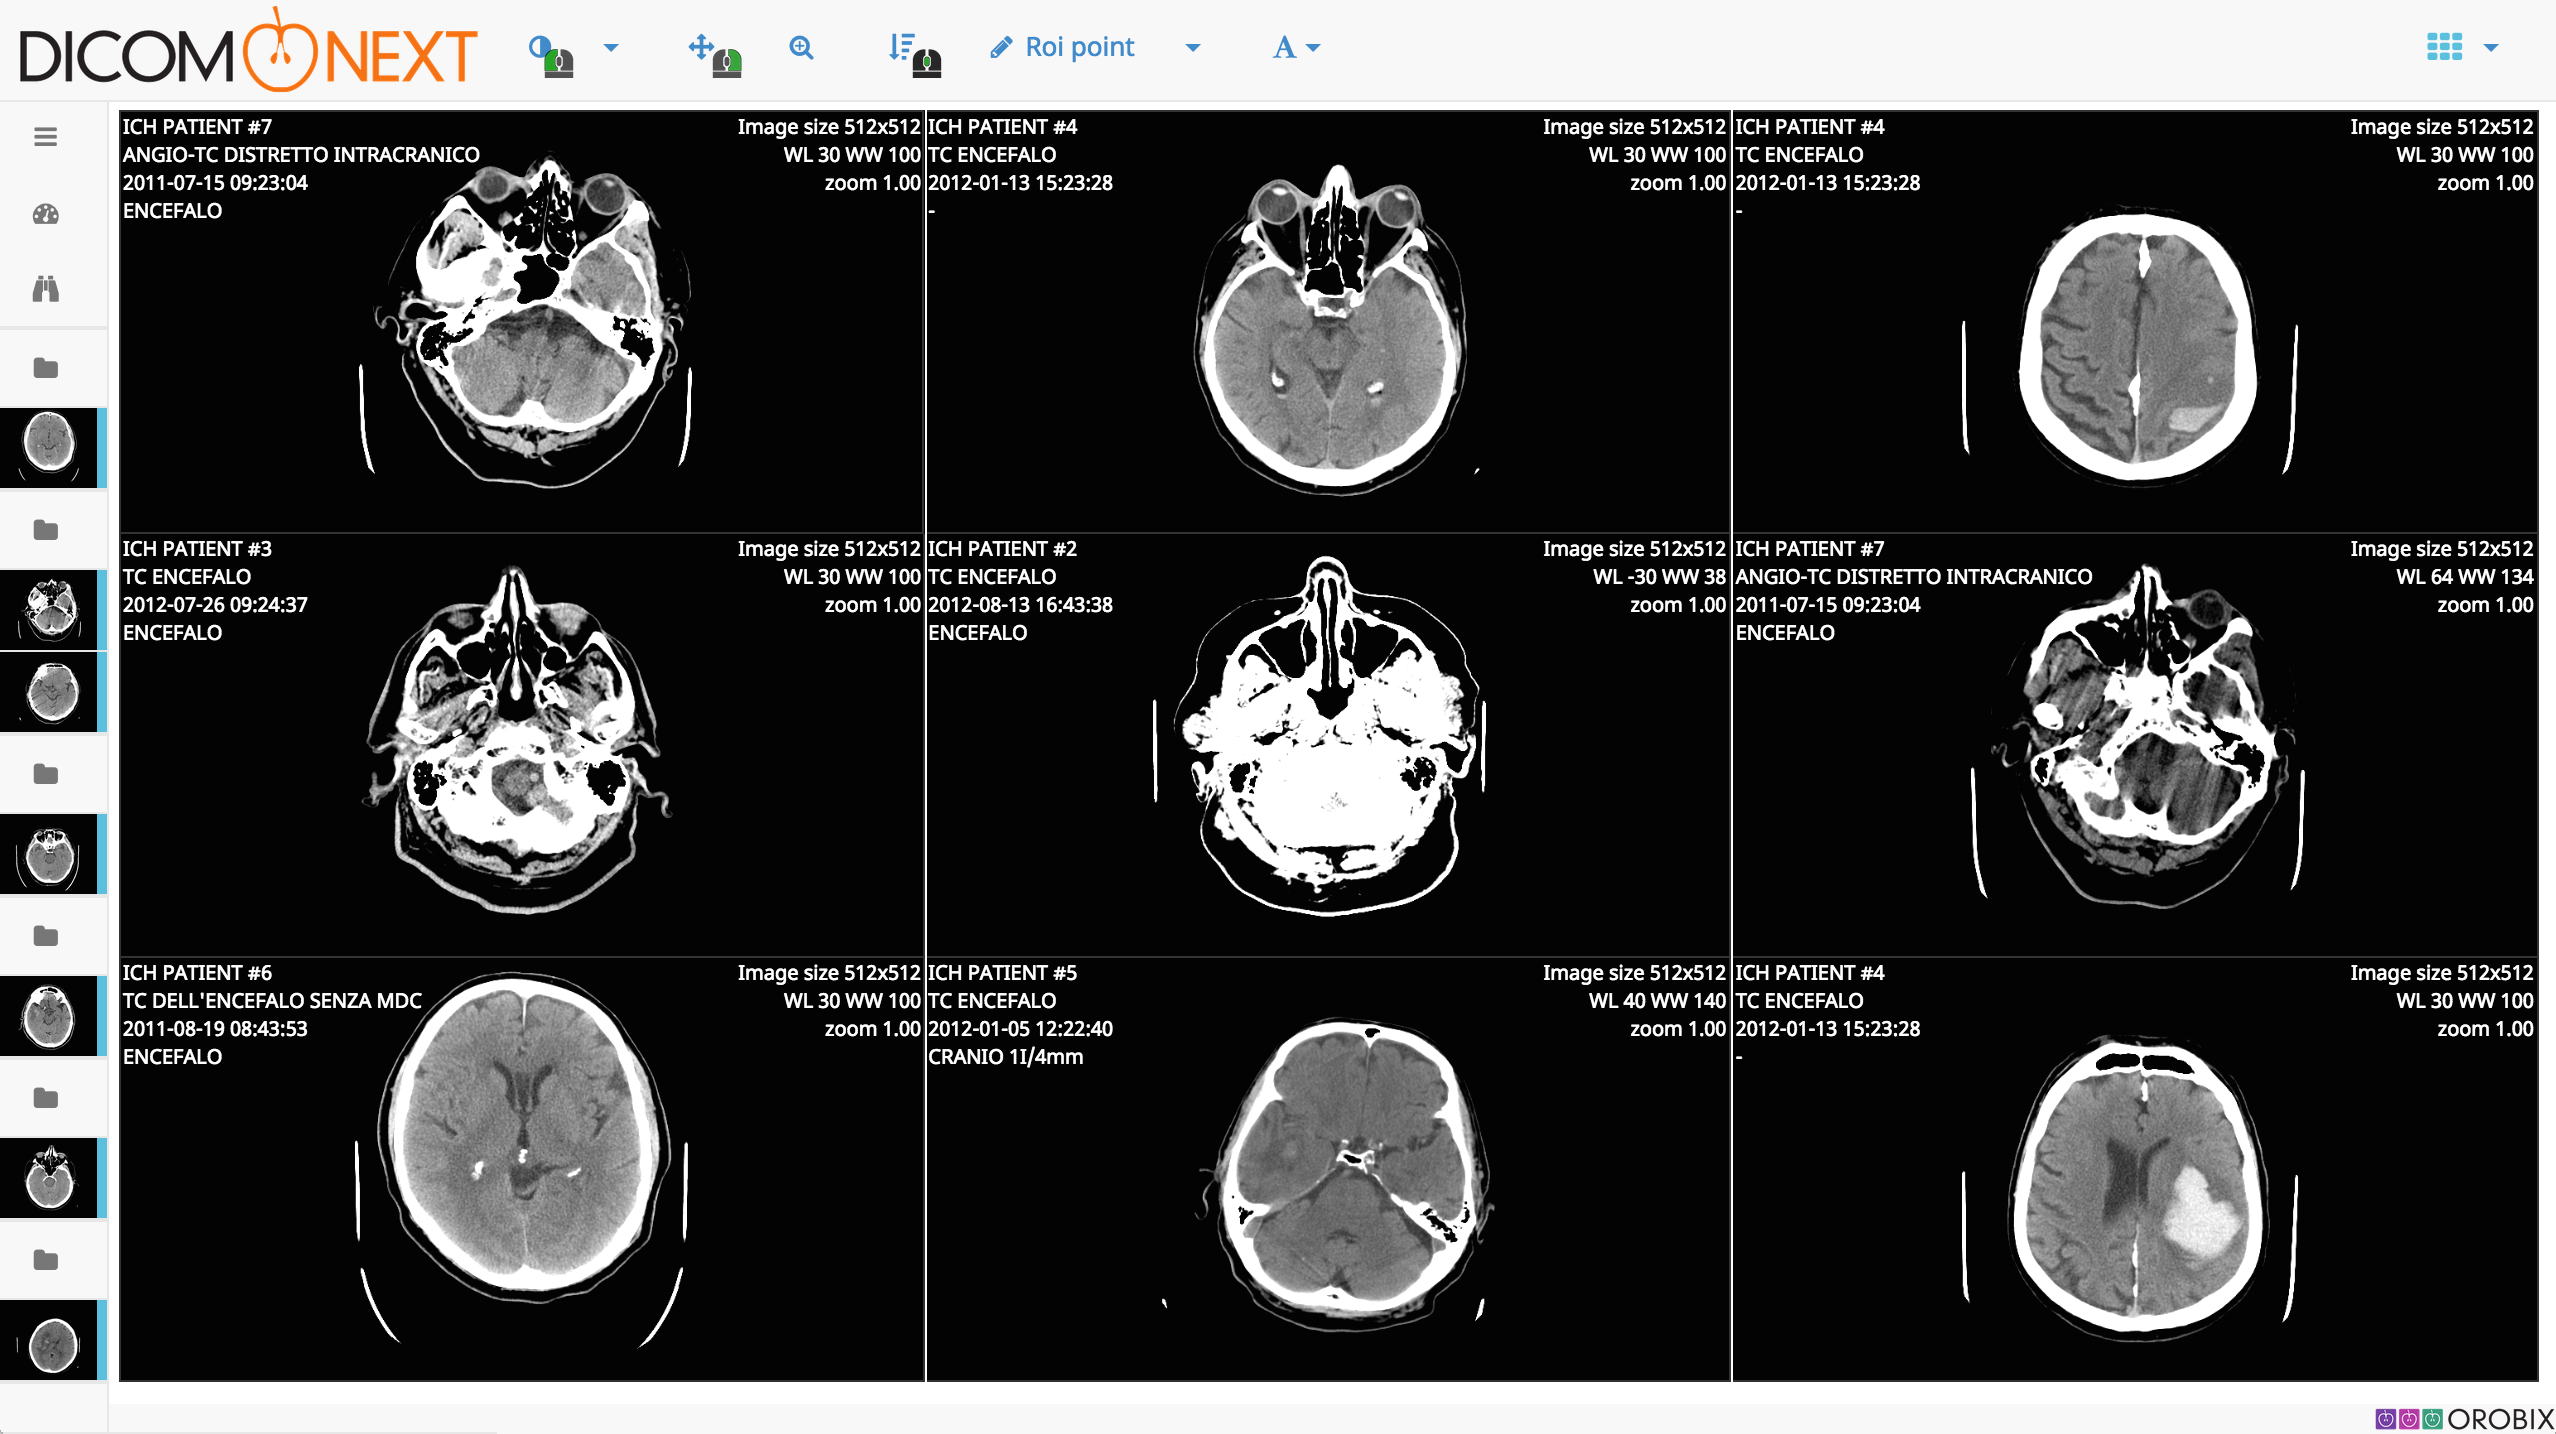 DICOM NEXT
Roi point
A
ICH PATIENT #7
ANGIO-TC DISTRETTO INTRACRANICO
2011-07-15 09:23:04
ENCEFALO
Image size 512x512
WL 30 WW 100
zoom 1.00
ICH PATIENT #4
TC ENCEFALO
2012-01-13 15:23:28
-
Image size 512x512
WL 30 WW 100
zoom 1.00
ICH PATIENT #4
TC ENCEFALO
2012-01-13 15:23:28
-
Image size 512x512
WL 30 WW 100
zoom 1.00
ICH PATIENT #3
TC ENCEFALO
2012-07-26 09:24:37
ENCEFALO
Image size 512x512
WL 30 WW 100
zoom 1.00
ICH PATIENT #2
TC ENCEFALO
2012-08-13 16:43:38
ENCEFALO
Image size 512x512
WL -30 WW 38
zoom 1.00
ICH PATIENT #7
ANGIO-TC DISTRETTO INTRACRANICO
2011-07-15 09:23:04
ENCEFALO
Image size 512x512
WL 64 WW 134
zoom 1.00
ICH PATIENT #6
TC DELL'ENCEFALO SENZA MDC
2011-08-19 08:43:53
ENCEFALO
Image size 512x512
WL 30 WW 100
zoom 1.00
ICH PATIENT #5
TC ENCEFALO
2012-01-05 12:22:40
CRANIO 1I/4mm
Image size 512x512
WL 40 WW 140
zoom 1.00
ICH PATIENT #4
TC ENCEFALO
2012-01-13 15:23:28
-
Image size 512x512
WL 30 WW 100
zoom 1.00
OROBIX